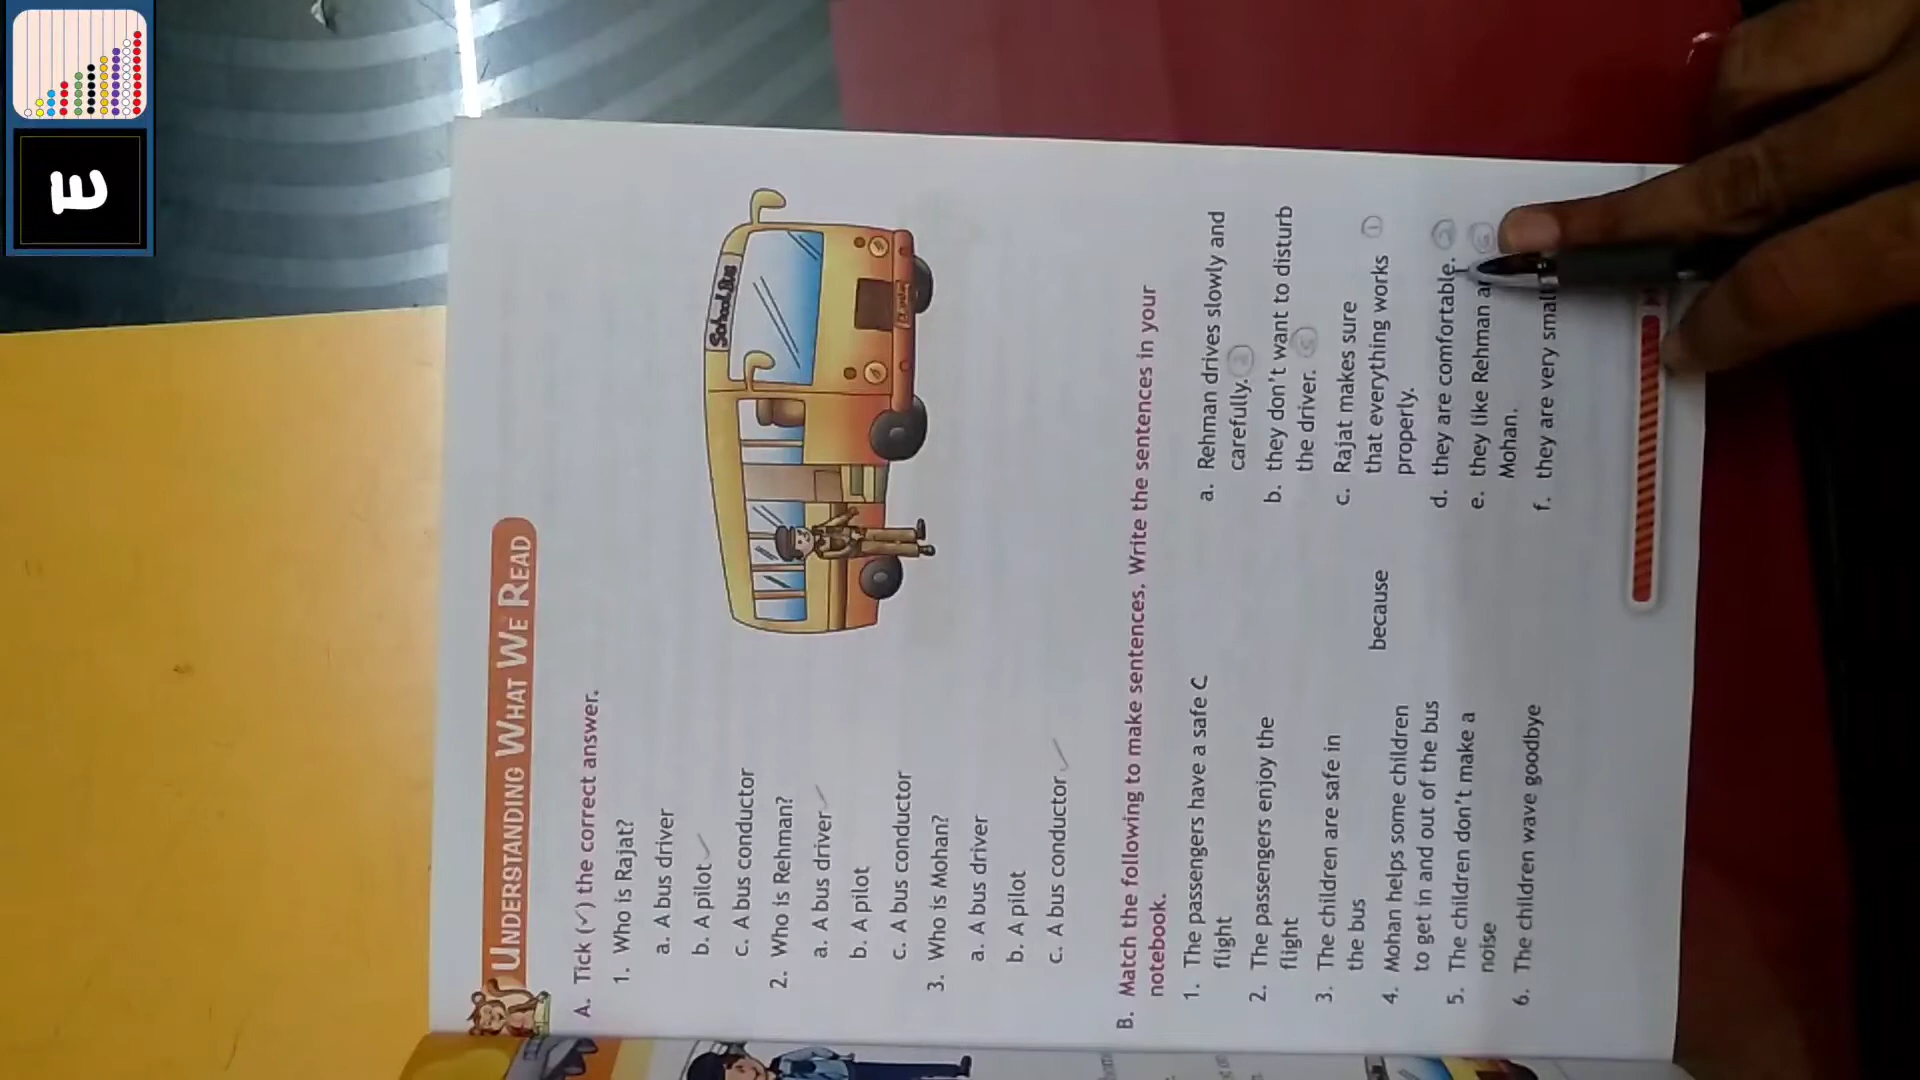 UNDERSTANDING WHAT WE READ
A. Tick (✓) the correct answer.
1. Who is Rajat?
a. A bus driver
b. A pilot ✓
c. A bus conductor
2. Who is Rehman?
a. A bus driver ✓
b. A pilot
c. A bus conductor
3. Who is Mohan?
a. A bus driver
b. A pilot
c. A bus conductor ✓
School Bus
B. Match the following to make sentences. Write the sentences in your
notebook.
1. The passengers have a safe C
flight
2. The passengers enjoy the
flight
3. The children are safe in
the bus
4. Mohan helps some children
to get in and out of the bus
5. The children don't make a
noise
6. The children wave goodbye
because
a. Rehman drives slowly and
carefully.
b. they don't want to disturb
the driver. 5
c. Rajat makes sure
that everything works 1
properly.
d. they are comfortable. 2
e. they like Rehman 6
Mohan.
f. they are very